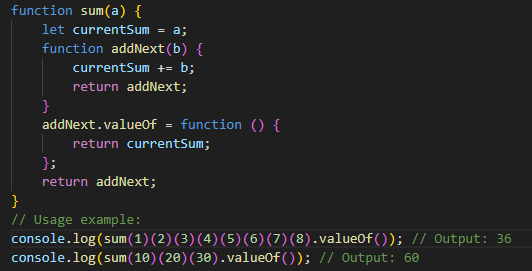 function sum(a) {
    let currentSum = a;
    function addNext(b) {
        currentSum += b;
        return addNext;
    }
    addNext.valueOf = function () {
        return currentSum;
    };
    return addNext;
}
// Usage example:
console.log(sum(1)(2)(3)(4)(5)(6)(7)(8).valueOf()); // Output: 36
console.log(sum(10)(20)(30).valueOf()); // Output: 60